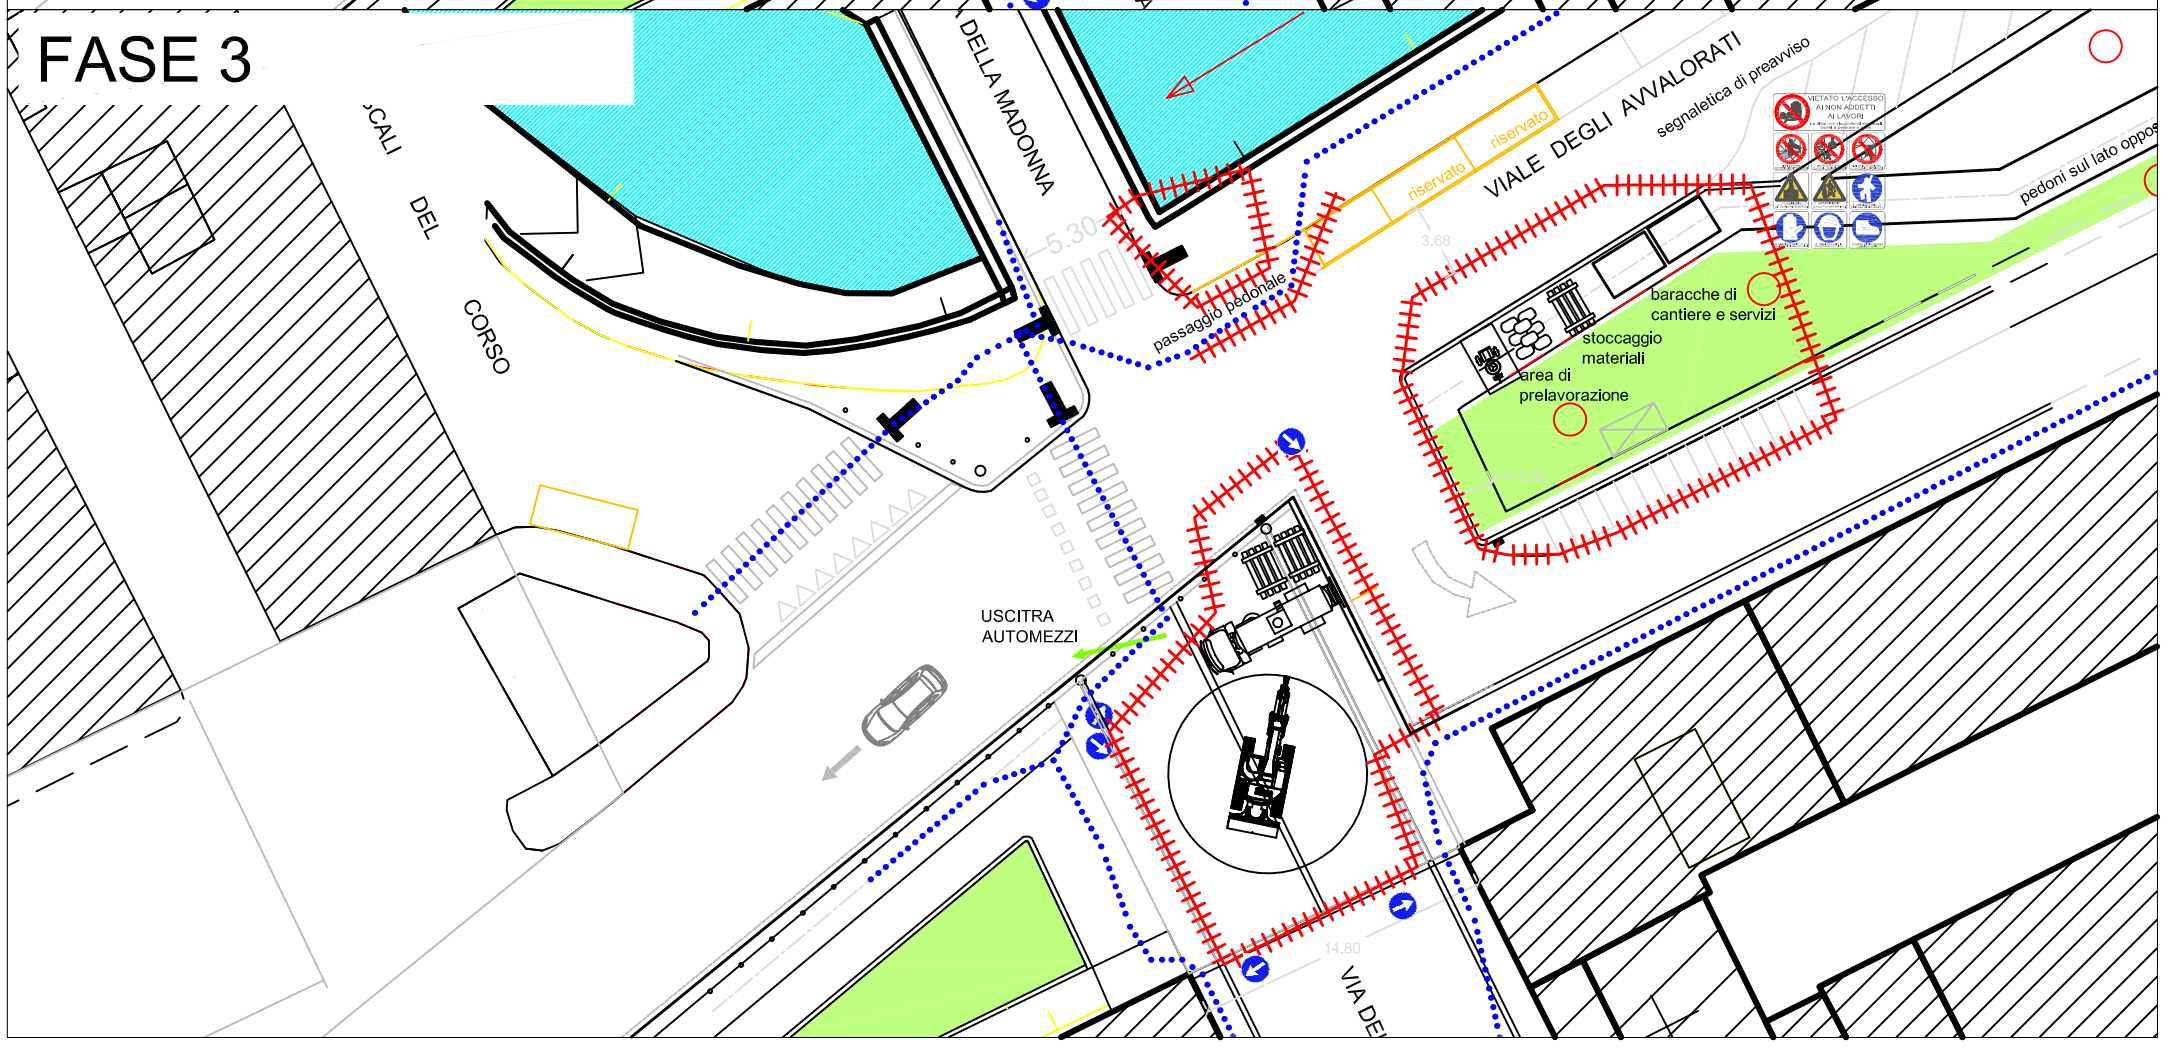 FASE 3
SCALI
DEL
CORSO
DELLA MADONNA
5.30
VIALE DEGLI AVVALORATI
segnaletica di preavviso
riservato
riservato
3.68
passaggio pedonale
VIETATO L'ACCESSO
AI NON ADDETTI
AI LAVORI
pedoni sul lato oppos
baracche di
cantiere e servizi
stoccaggio
materiali
area di
prelavorazione
USCITRA
AUTOMEZZI
14.80
VIA DEI